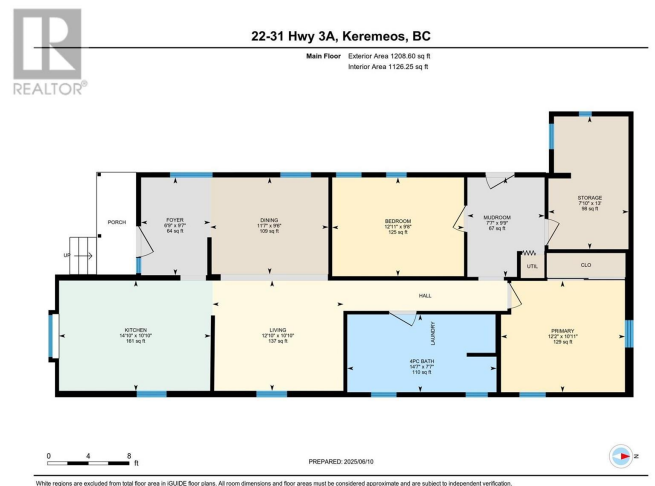 22-31 Hwy 3A, Keremeos, BC
Main Floor Exterior Area 1208.60 sq ft
Interior Area 1126.25 sq ft
REALTOR®
PORCH
UP
FOYER
6'9" x 9'7"
64 sq ft
DINING
11'7" x 9'6"
109 sq ft
BEDROOM
12'11" x 9'8"
125 sq ft
MUDROOM
7'7" x 9'9"
67 sq ft
STORAGE
7'10" x 13'
98 sq ft
UTIL
CLO
HALL
KITCHEN
14'10" x 10'10"
161 sq ft
LIVING
12'10" x 10'10"
137 sq ft
LAUNDRY
4PC BATH
14'7" x 7'7"
110 sq ft
PRIMARY
12'2" x 10'11"
129 sq ft
0 4 8
ft
PREPARED: 2025/06/10
N
White regions are excluded from total floor area in iGUIDE floor plans. All room dimensions and floor areas must be considered approximate and are subject to independent verification.